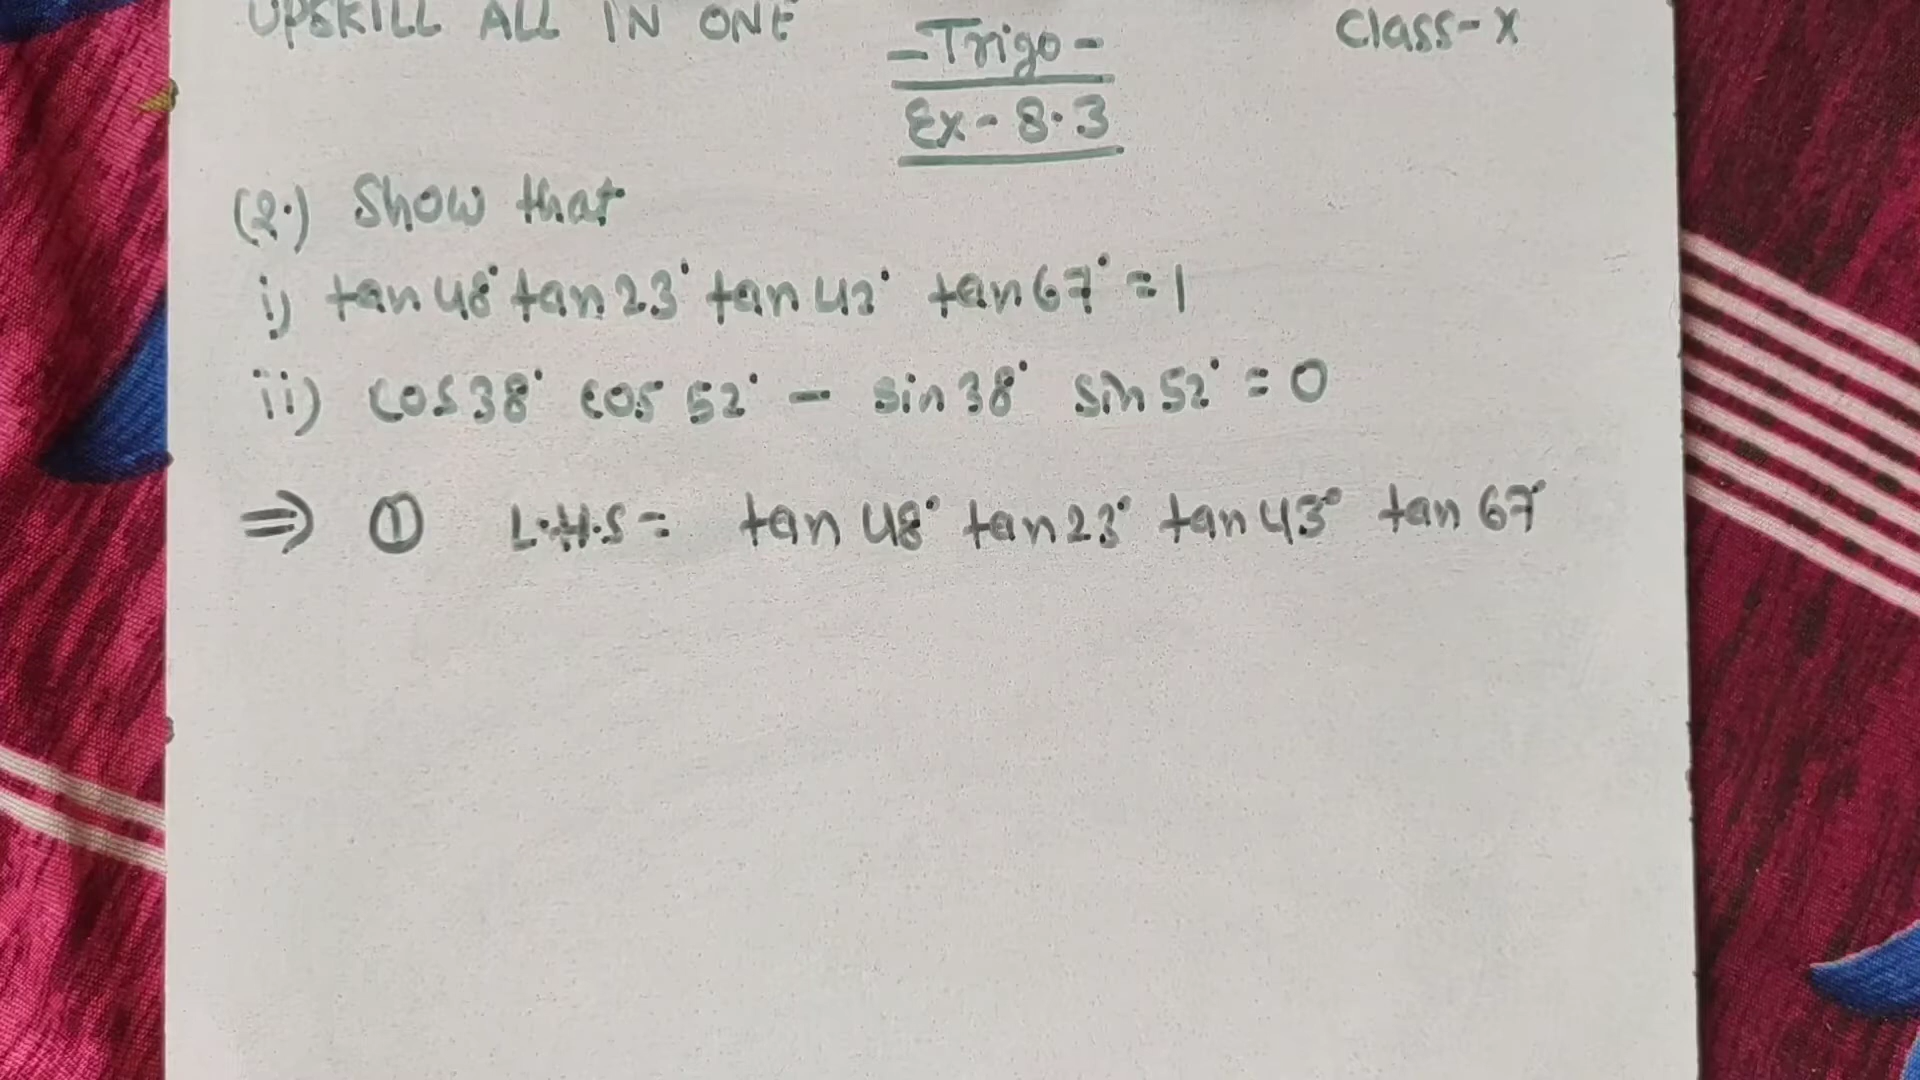 UPSKILL ALL IN ONE
Class-X
-Trigo-
Ex-8.3
(2.) Show that
i) tan 48° tan 23° tan 42° tan 67° = 1
ii) cos 38° cos 52° - sin 38° sin 52° = 0
⇒ ① L.H.S = tan 48° tan 23° tan 43° tan 67°